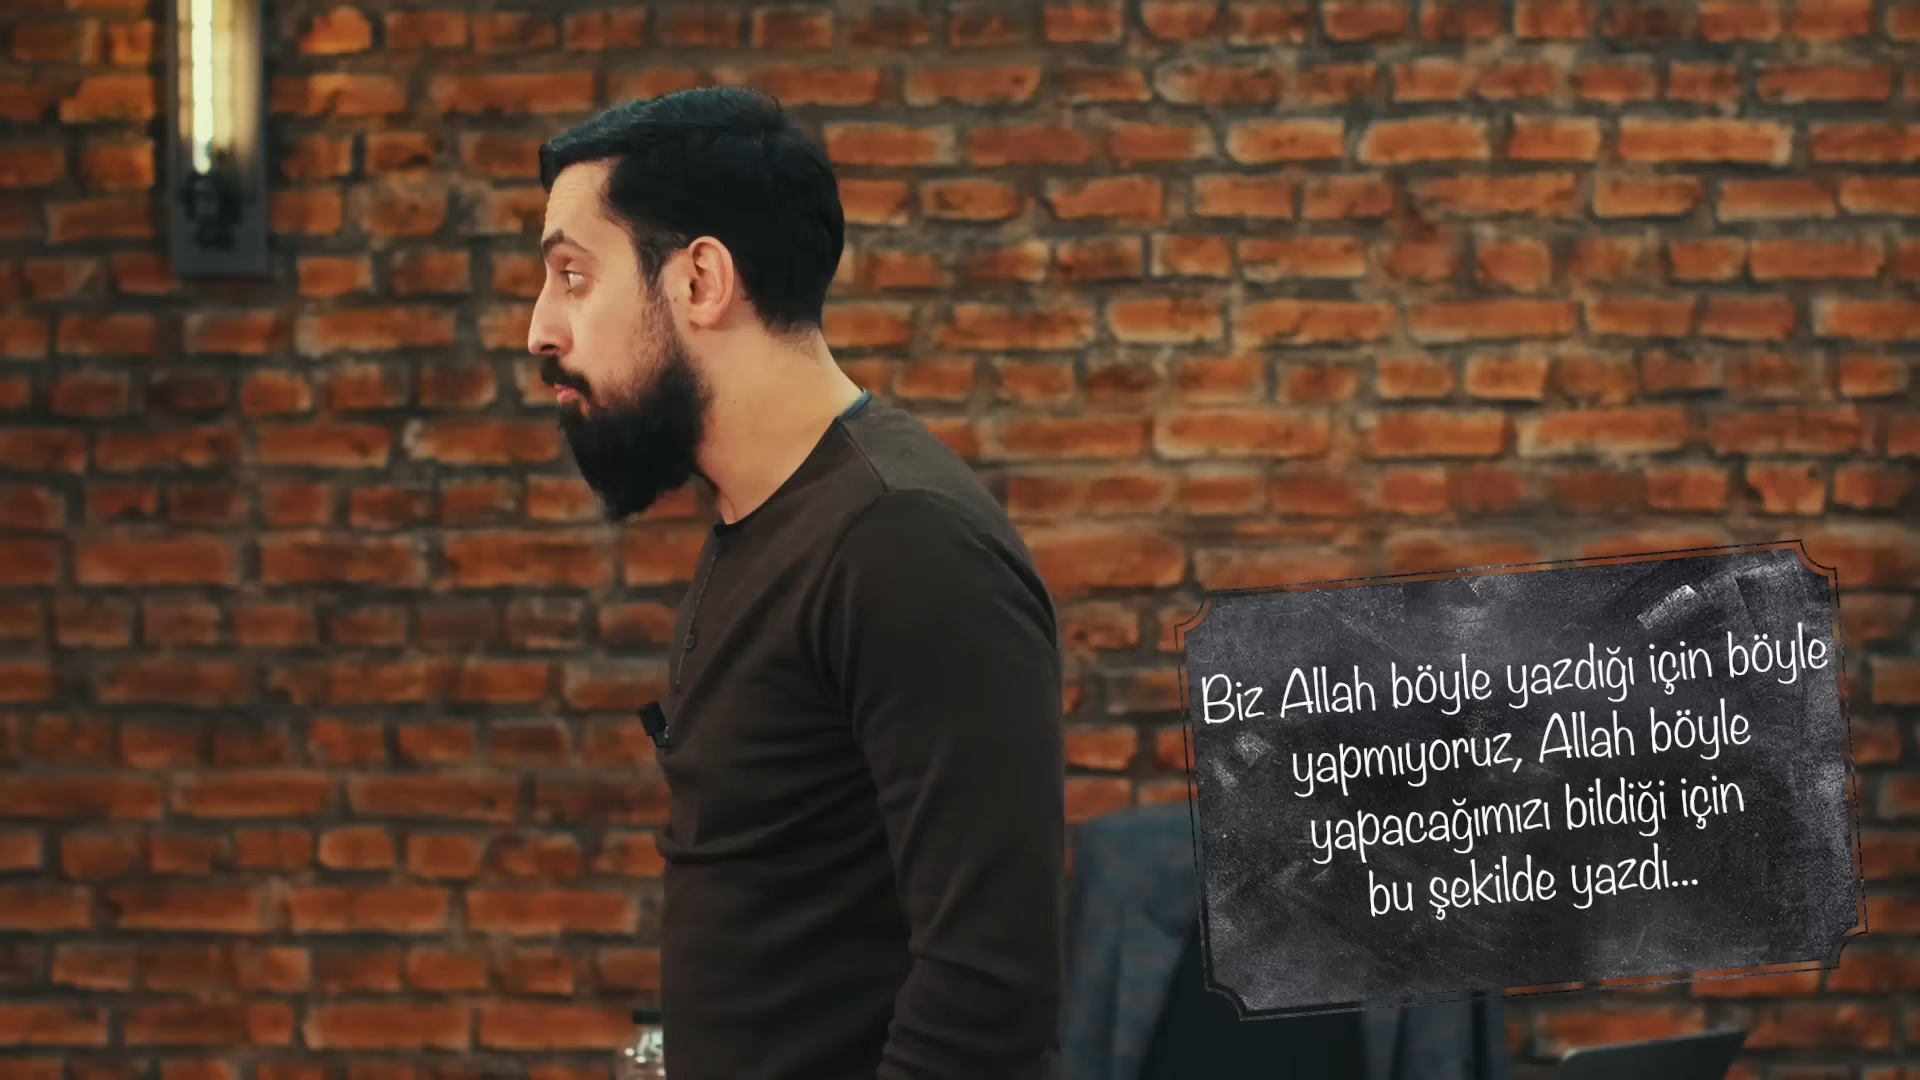 Biz Allah böyle yazdığı için böyle
yapmıyoruz, Allah böyle
yapacağımızı bildiği için
bu şekilde yazdı...